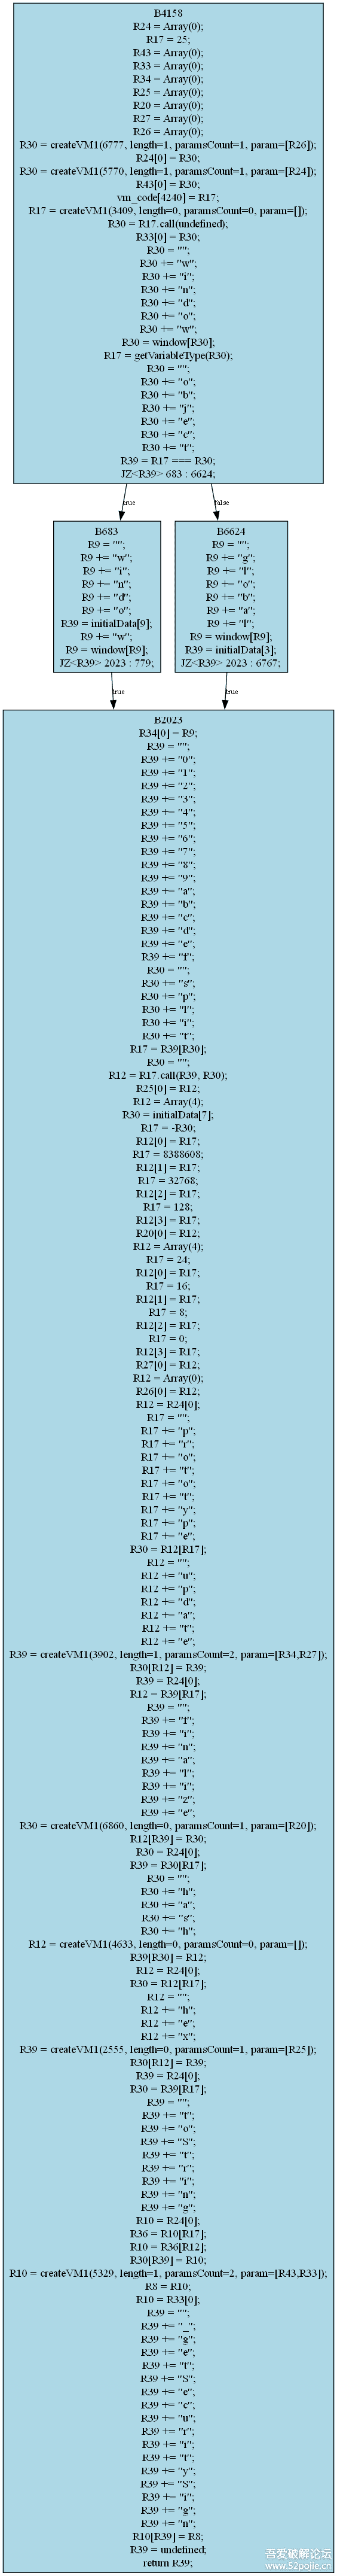 B4158
R24 = Array(0);
R17 = 25;
R43 = Array(0);
R33 = Array(0);
R34 = Array(0);
R25 = Array(0);
R20 = Array(0);
R27 = Array(0);
R26 = Array(0);
R30 = createVM1(6777, length=1, paramsCount=1, param=[R26]);
R24[0] = R30;
R30 = createVM1(5770, length=1, paramsCount=1, param=[R24]);
R43[0] = R30;
vm_code[4240] = R17;
R17 = createVM1(3409, length=0, paramsCount=0, param=[]);
R30 = R17.call(undefined);
R33[0] = R30;
R30 = "";
R30 += "w";
R30 += "i";
R30 += "n";
R30 += "d";
R30 += "o";
R30 += "w";
R30 = window[R30];
R17 = getVariableType(R30);
R30 = "";
R30 += "o";
R30 += "b";
R30 += "j";
R30 += "e";
R30 += "c";
R30 += "t";
R39 = R17 === R30;
JZ<R39> 683 : 6624;
true
false
B683
R9 = "";
R9 += "w";
R9 += "i";
R9 += "n";
R9 += "d";
R9 += "o";
R39 = initialData[9];
R9 += "w";
R9 = window[R9];
JZ<R39> 2023 : 779;
B6624
R9 = "";
R9 += "g";
R9 += "l";
R9 += "o";
R9 += "b";
R9 += "a";
R9 += "l";
R9 = window[R9];
R39 = initialData[3];
JZ<R39> 2023 : 6767;
true
true
B2023
R34[0] = R9;
R39 = "";
R39 += "0";
R39 += "1";
R39 += "2";
R39 += "3";
R39 += "4";
R39 += "5";
R39 += "6";
R39 += "7";
R39 += "8";
R39 += "9";
R39 += "a";
R39 += "b";
R39 += "c";
R39 += "d";
R39 += "e";
R39 += "f";
R30 = "";
R30 += "s";
R30 += "p";
R30 += "l";
R30 += "i";
R30 += "t";
R17 = R39[R30];
R30 = "";
R12 = R17.call(R39, R30);
R25[0] = R12;
R12 = Array(4);
R30 = initialData[7];
R17 = -R30;
R12[0] = R17;
R17 = 8388608;
R12[1] = R17;
R17 = 32768;
R12[2] = R17;
R17 = 128;
R12[3] = R17;
R20[0] = R12;
R12 = Array(4);
R17 = 24;
R12[0] = R17;
R17 = 16;
R12[1] = R17;
R17 = 8;
R12[2] = R17;
R17 = 0;
R12[3] = R17;
R27[0] = R12;
R12 = Array(0);
R26[0] = R12;
R12 = R24[0];
R17 = "";
R17 += "p";
R17 += "r";
R17 += "o";
R17 += "t";
R17 += "o";
R17 += "t";
R17 += "y";
R17 += "p";
R17 += "e";
R30 = R12[R17];
R12 = "";
R12 += "u";
R12 += "p";
R12 += "d";
R12 += "a";
R12 += "t";
R12 += "e";
R39 = createVM1(3902, length=1, paramsCount=2, param=[R34,R27]);
R30[R12] = R39;
R39 = R24[0];
R12 = R39[R17];
R39 = "";
R39 += "f";
R39 += "i";
R39 += "n";
R39 += "a";
R39 += "l";
R39 += "i";
R39 += "z";
R39 += "e";
R30 = createVM1(6860, length=0, paramsCount=1, param=[R20]);
R12[R39] = R30;
R30 = R24[0];
R39 = R30[R17];
R30 = "";
R30 += "h";
R30 += "a";
R30 += "s";
R30 += "h";
R12 = createVM1(4633, length=0, paramsCount=0, param=[]);
R39[R30] = R12;
R12 = R24[0];
R30 = R12[R17];
R12 = "";
R12 += "h";
R12 += "e";
R12 += "x";
R39 = createVM1(2555, length=0, paramsCount=1, param=[R25]);
R30[R12] = R39;
R39 = R24[0];
R30 = R39[R17];
R39 = "";
R39 += "t";
R39 += "o";
R39 += "S";
R39 += "t";
R39 += "r";
R39 += "i";
R39 += "n";
R39 += "g";
R10 = R24[0];
R36 = R10[R17];
R10 = R36[R12];
R30[R39] = R10;
R10 = createVM1(5329, length=1, paramsCount=2, param=[R43,R33]);
R8 = R10;
R10 = R33[0];
R39 = "";
R39 += "_";
R39 += "g";
R39 += "e";
R39 += "t";
R39 += "S";
R39 += "e";
R39 += "c";
R39 += "u";
R39 += "r";
R39 += "i";
R39 += "t";
R39 += "y";
R39 += "S";
R39 += "i";
R39 += "g";
R39 += "n";
R10[R39] = R8;
R39 = undefined;
return R39;
吾爱破解论坛
www.52pojie.cn